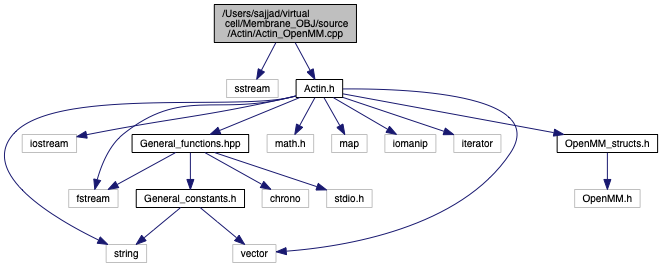 /Users/sajjad/virtual
cell/Membrane_OBJ/source
/Actin/Actin_OpenMM.cpp
sstream
Actin.h
iostream
General_functions.hpp
math.h
map
iomanip
iterator
OpenMM_structs.h
fstream
General_constants.h
chrono
stdio.h
OpenMM.h
string
vector